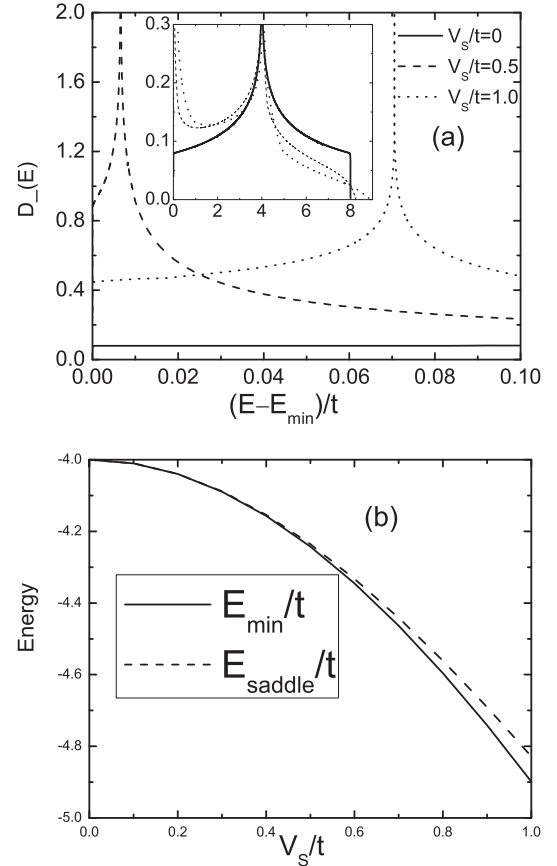 2.0
1.6
1.2
0.8
0.4
0.0
D_(E)
0.3
0.2
0.1
0.0
0 2 4 6 8
V_S/t=0
V_S/t=0.5
V_S/t=1.0
(a)
0.00 0.02 0.04 0.06 0.08 0.10
(E−E_min)/t
-4.0
-4.2
-4.4
-4.6
-4.8
-5.0
Energy
(b)
E_min/t
E_saddle/t
0.0 0.2 0.4 0.6 0.8 1.0
V_S/t